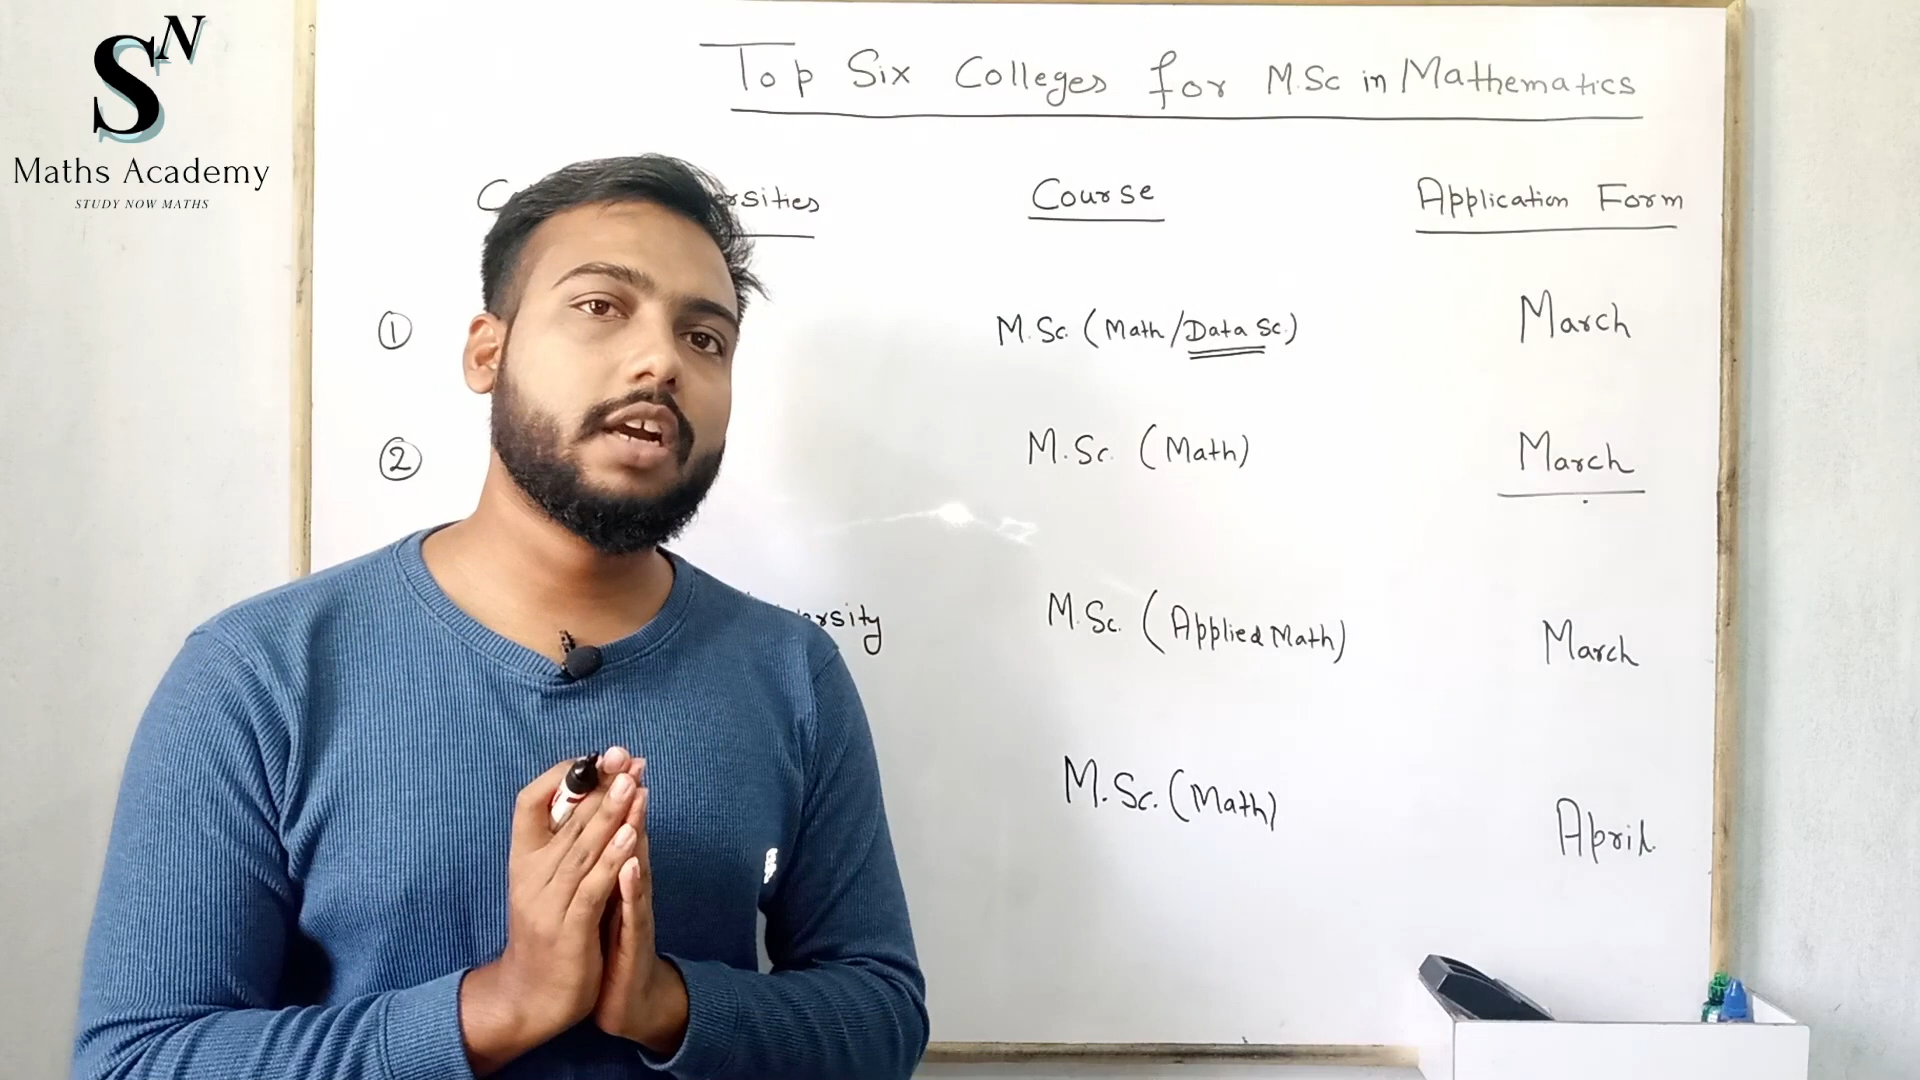 SN
Maths Academy
STUDY NOW MATHS
Top Six Colleges for M.Sc in Mathematics
Course
Application Form
① M.Sc. (Math/Data Sc.) March
② M.Sc. (Math) March
M.Sc. (Applied Math) March
M.Sc. (Math) April